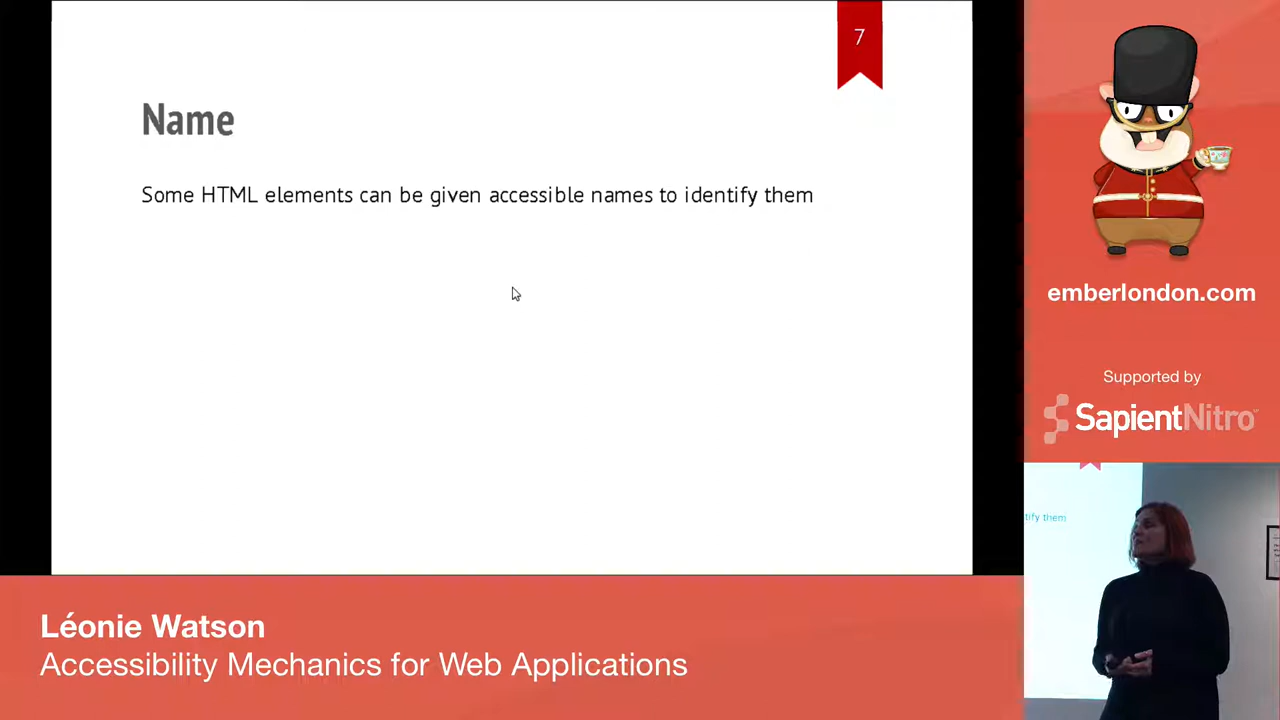 7
Name
Some HTML elements can be given accessible names to identify them
emberlondon.com
Supported by
SapientNitro
tify them
Léonie Watson
Accessibility Mechanics for Web Applications